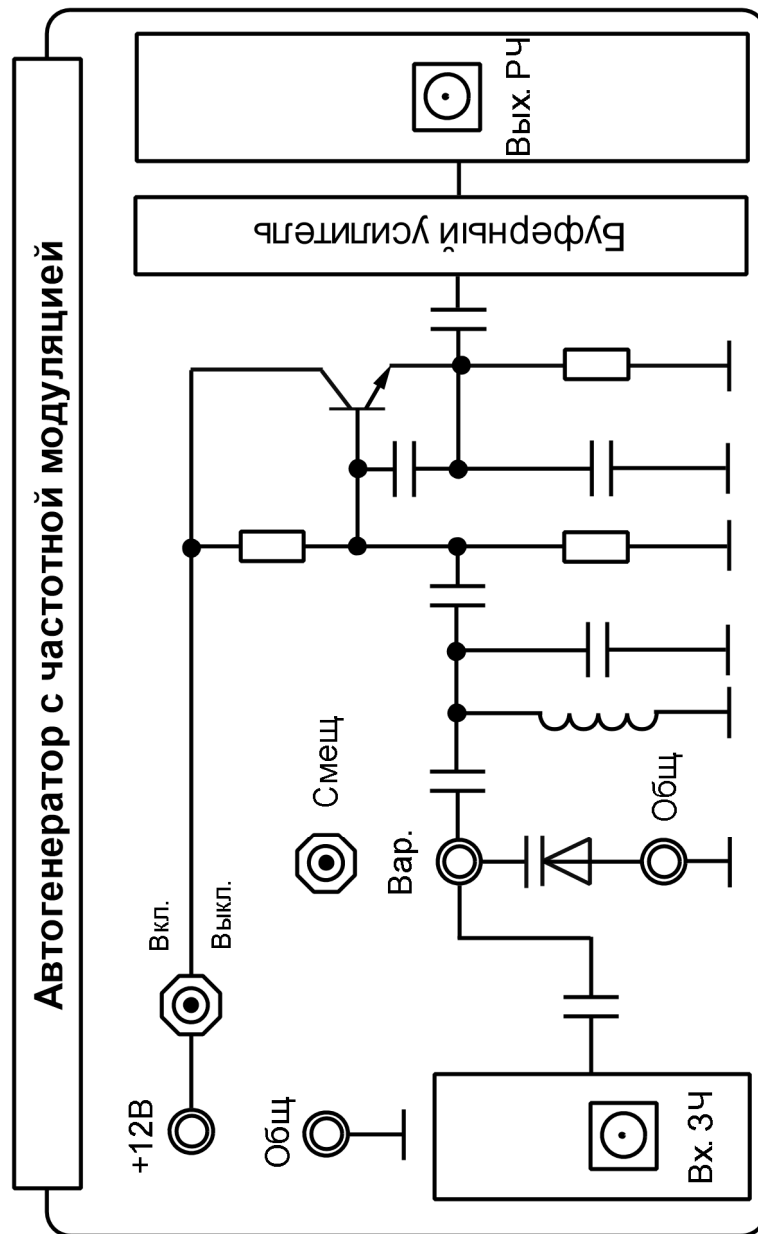 Автогенератор с частотной модуляцией
+12В
Вкл.
Выкл.
Общ
Смещ
Вар.
Общ
Вх. ЗЧ
Буферный усилитель
Вых. РЧ